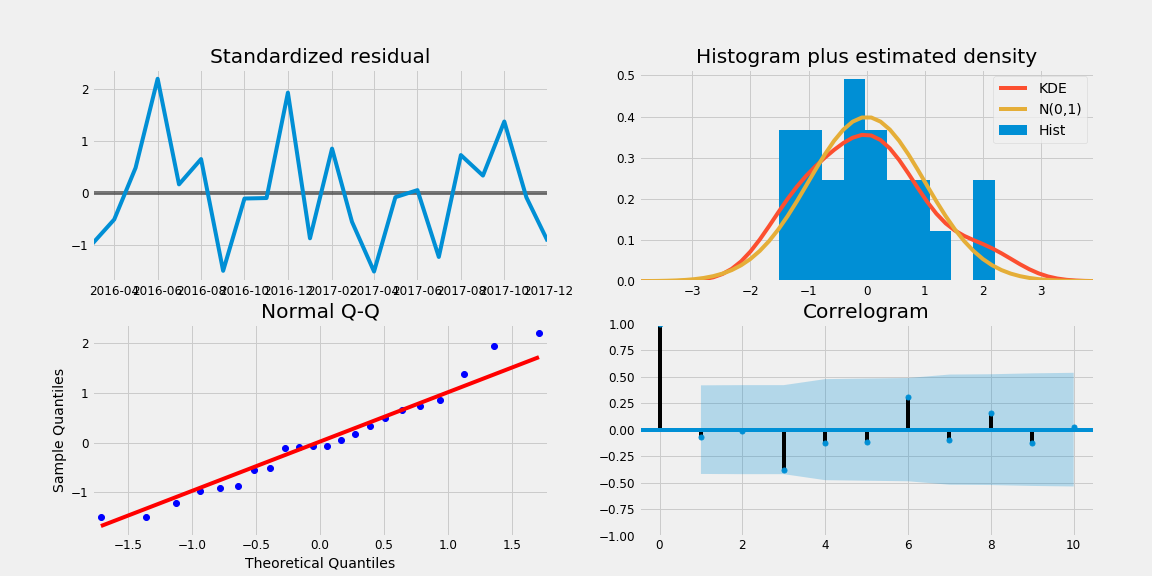 Standardized residual
2
1
0
−1
2016-04 2016-06 2016-08 2016-10 2016-12 2017-02 2017-04 2017-06 2017-08 2017-10 2017-12
Histogram plus estimated density
0.5
0.4
0.3
0.2
0.1
0.0
−3 −2 −1 0 1 2 3
KDE
N(0,1)
Hist
Normal Q-Q
Sample Quantiles
2
1
0
−1
−1.5 −1.0 −0.5 0.0 0.5 1.0 1.5
Theoretical Quantiles
Correlogram
1.00
0.75
0.50
0.25
0.00
−0.25
−0.50
−0.75
−1.00
0 2 4 6 8 10